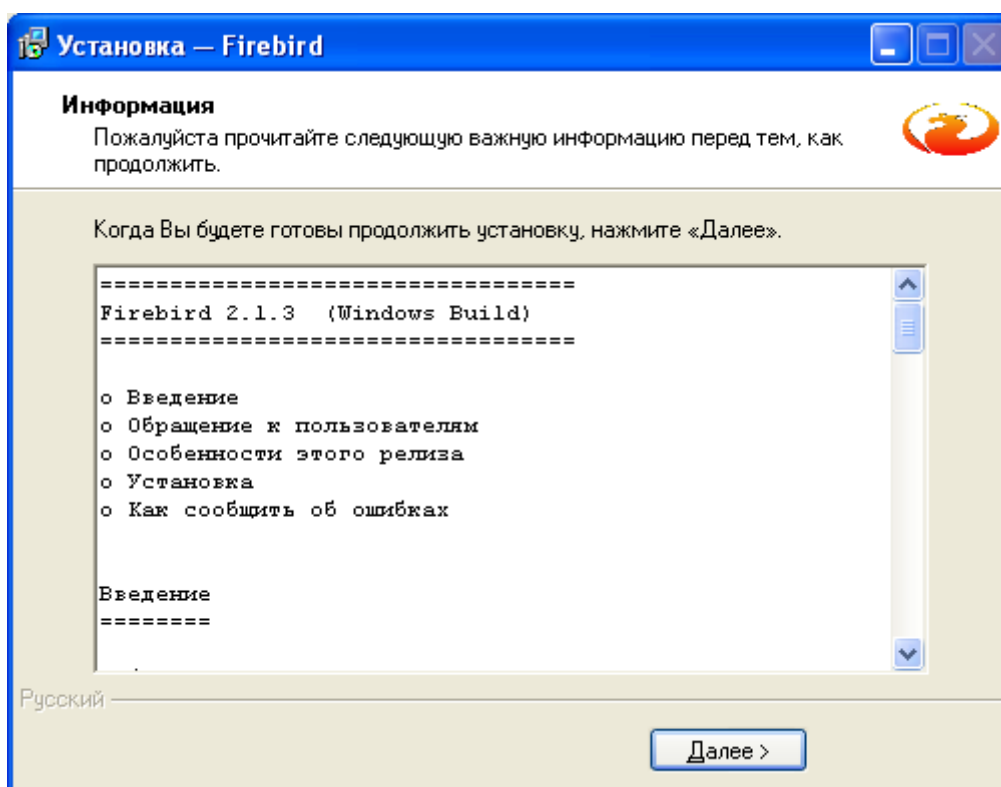 Установка — Firebird
Информация
Пожалуйста прочитайте следующую важную информацию перед тем, как
продолжить.
Когда Вы будете готовы продолжить установку, нажмите «Далее».
==================================
Firebird 2.1.3 (Windows Build)
==================================
o Введение
o Обращение к пользователям
o Особенности этого релиза
o Установка
o Как сообщить об ошибках
Введение
========
Русский
Далее >